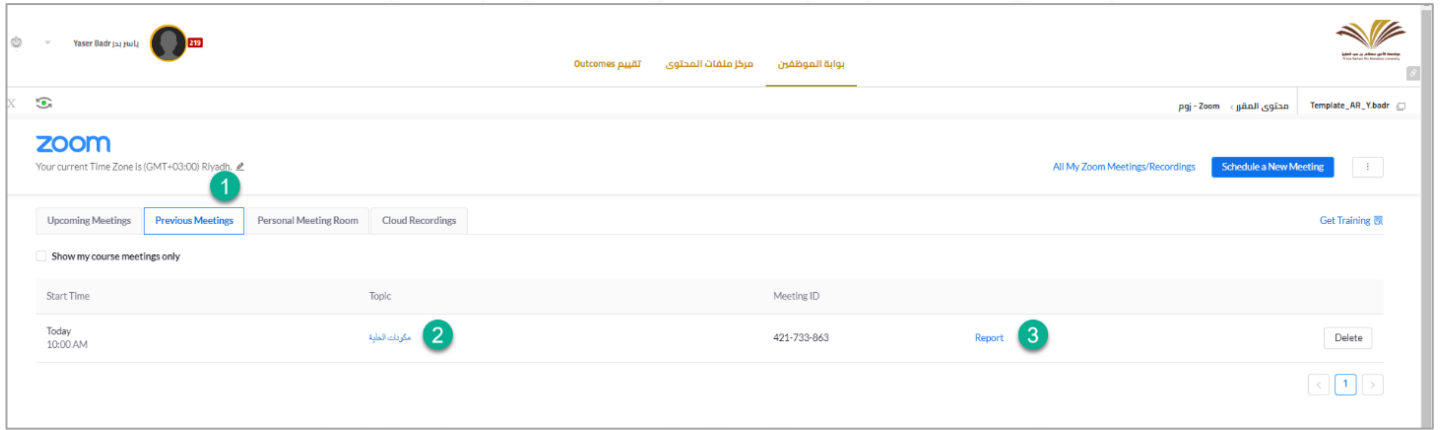 Yaser Badr ياسر بدر
219
بوابة الموظفين
مركز ملفات المحتوى
تقييم Outcomes
X
Template_AR_Y.badr
محتوى المقرر › Zoom - زوم
zoom
Your current Time Zone is (GMT+03:00) Riyadh.
All My Zoom Meetings/Recordings
Schedule a New Meeting
1
Upcoming Meetings
Previous Meetings
Personal Meeting Room
Cloud Recordings
Get Training
Show my course meetings only
Start Time
Topic
Meeting ID
Today
10:00 AM
مكونات الخلية
2
421-733-863
Report
3
Delete
< 1 >